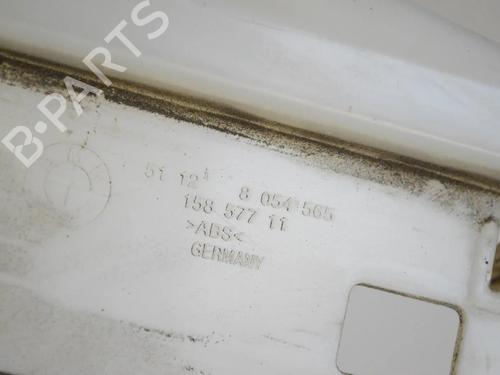 B-PARTS
51 12 8 054 565
158 577 11
>ABS<
GERMANY